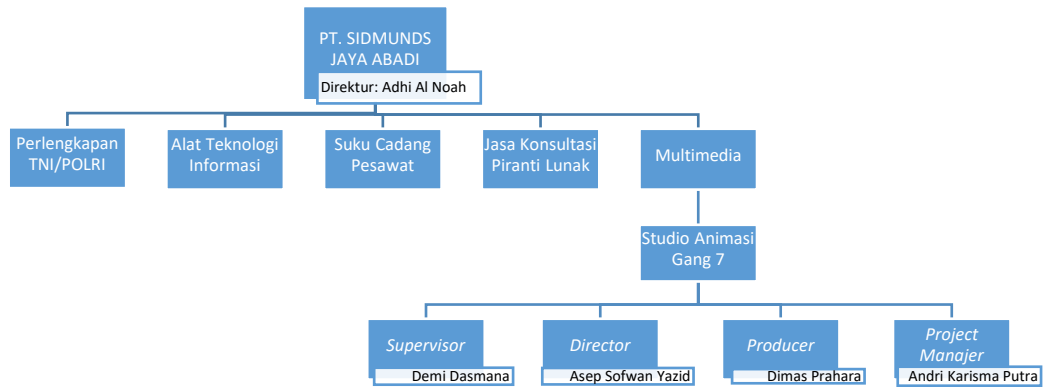 PT. SIDMUNDS
JAYA ABADI
Direktur: Adhi Al Noah
Perlengkapan
TNI/POLRI
Alat Teknologi
Informasi
Suku Cadang
Pesawat
Jasa Konsultasi
Piranti Lunak
Multimedia
Studio Animasi
Gang 7
Supervisor
Demi Dasmana
Director
Asep Sofwan Yazid
Producer
Dimas Prahara
Project
Manajer
Andri Karisma Putra